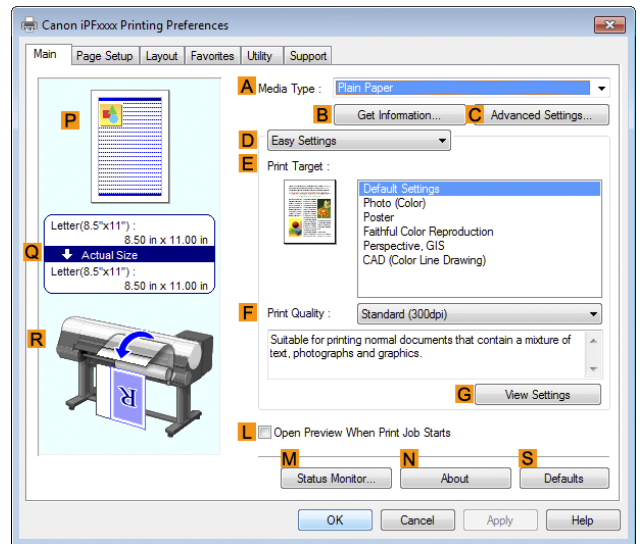 Canon iPFxxxx Printing Preferences
Main Page Setup Layout Favorites Utility Support
A Media Type : Plain Paper
B Get Information... C Advanced Settings...
D Easy Settings
E Print Target :
Default Settings
Photo (Color)
Poster
Faithful Color Reproduction
Perspective, GIS
CAD (Color Line Drawing)
P
Letter(8.5"x11") :
8.50 in x 11.00 in
Q Actual Size
Letter(8.5"x11") :
8.50 in x 11.00 in
F Print Quality : Standard (300dpi)
R
R
Suitable for printing normal documents that contain a mixture of
text, photographs and graphics.
G View Settings
L Open Preview When Print Job Starts
M Status Monitor... N About S Defaults
OK Cancel Apply Help